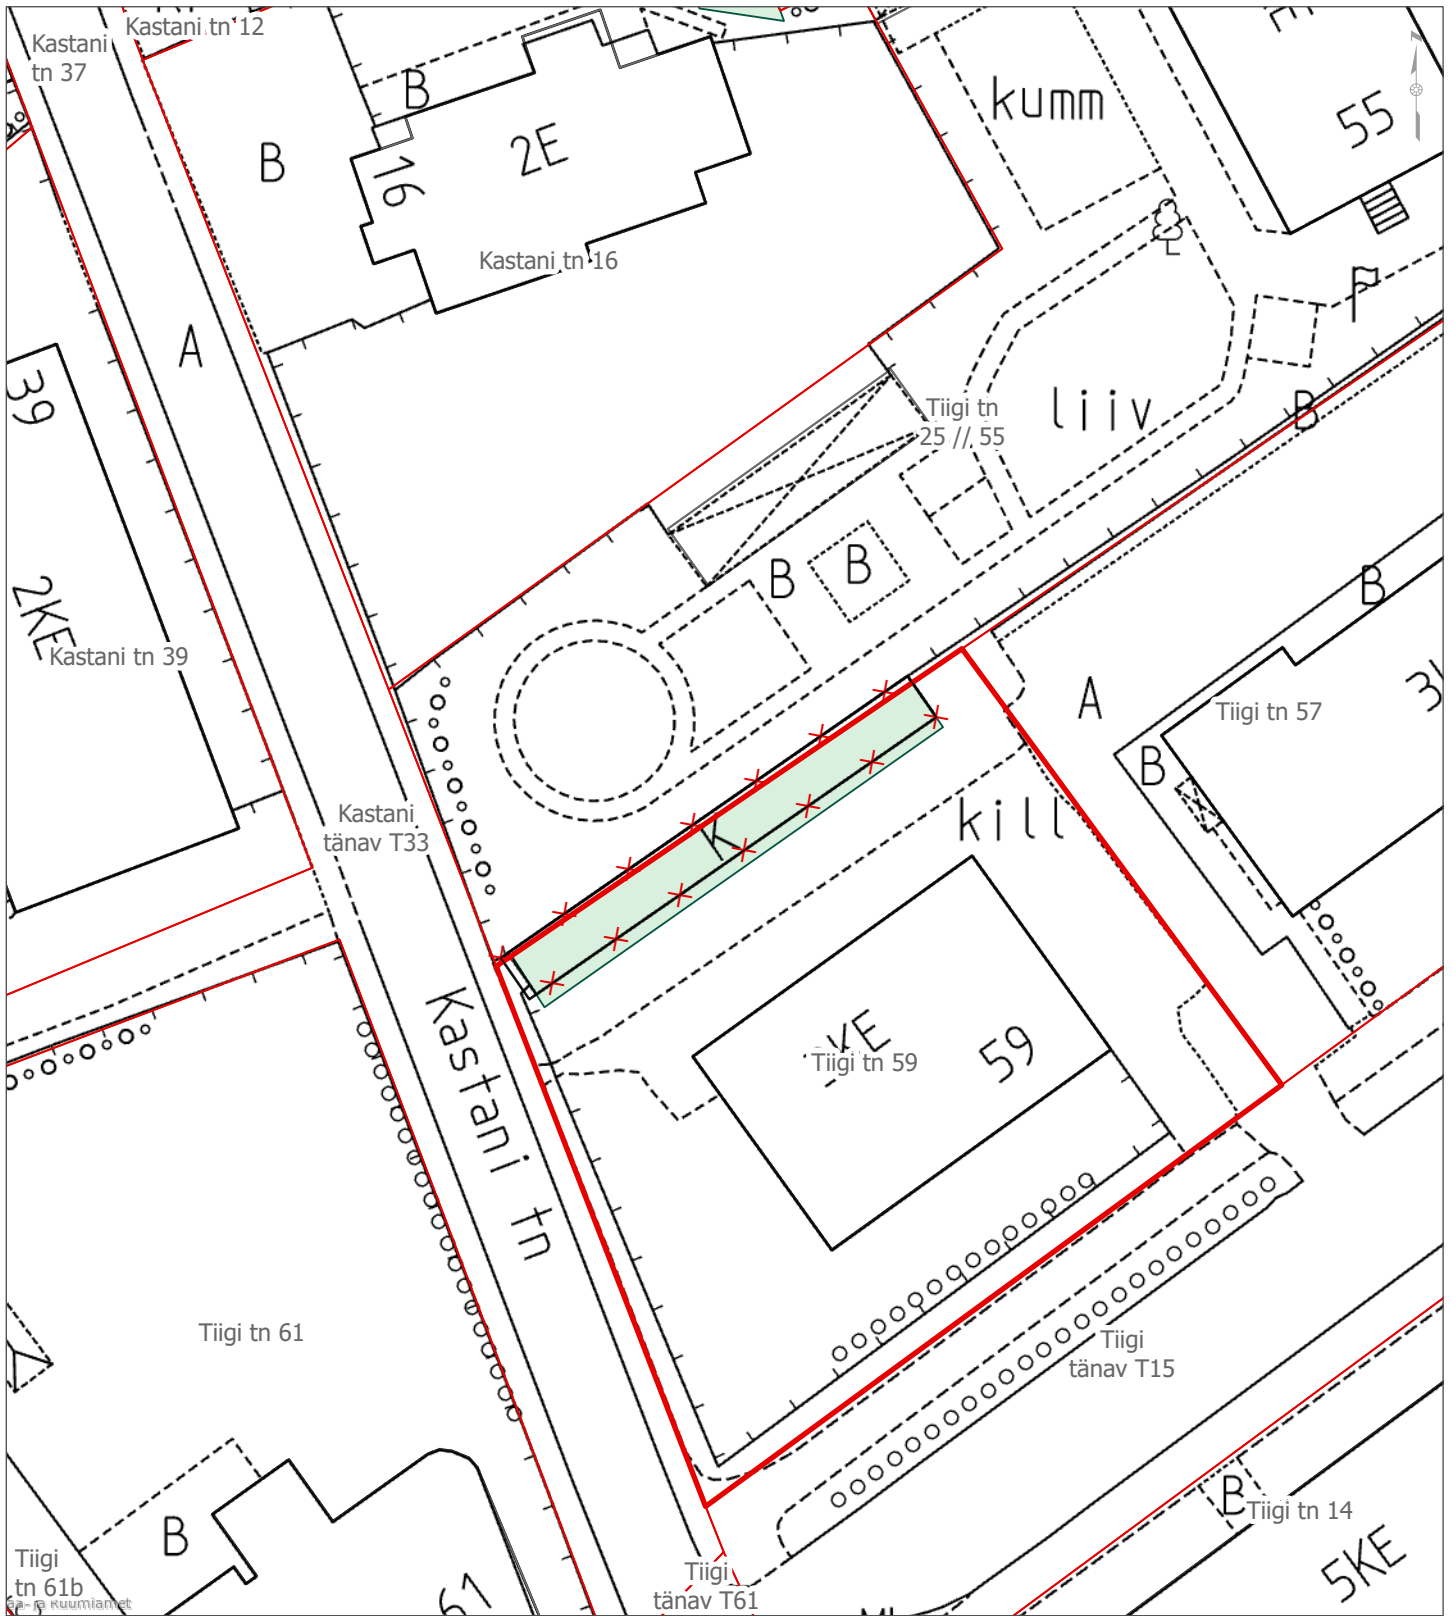 Kastani tn 12
Kastani
tn 37
B
kumm
55
2E
B
16
Kastani tn 16
A
39
Tiigi tn
25 // 55
liiv
B
B
B
B
2KE
Kastani tn 39
A
Tiigi tn 57
B
kill
Kastani
tänav T33
K
Kastani tn
59
Tiigi tn 59
Tiigi tn 61
Tiigi
tänav T15
B
Tiigi tn 14
B
5KE
Tiigi
tn 61b
61
Tiigi
tänav T61